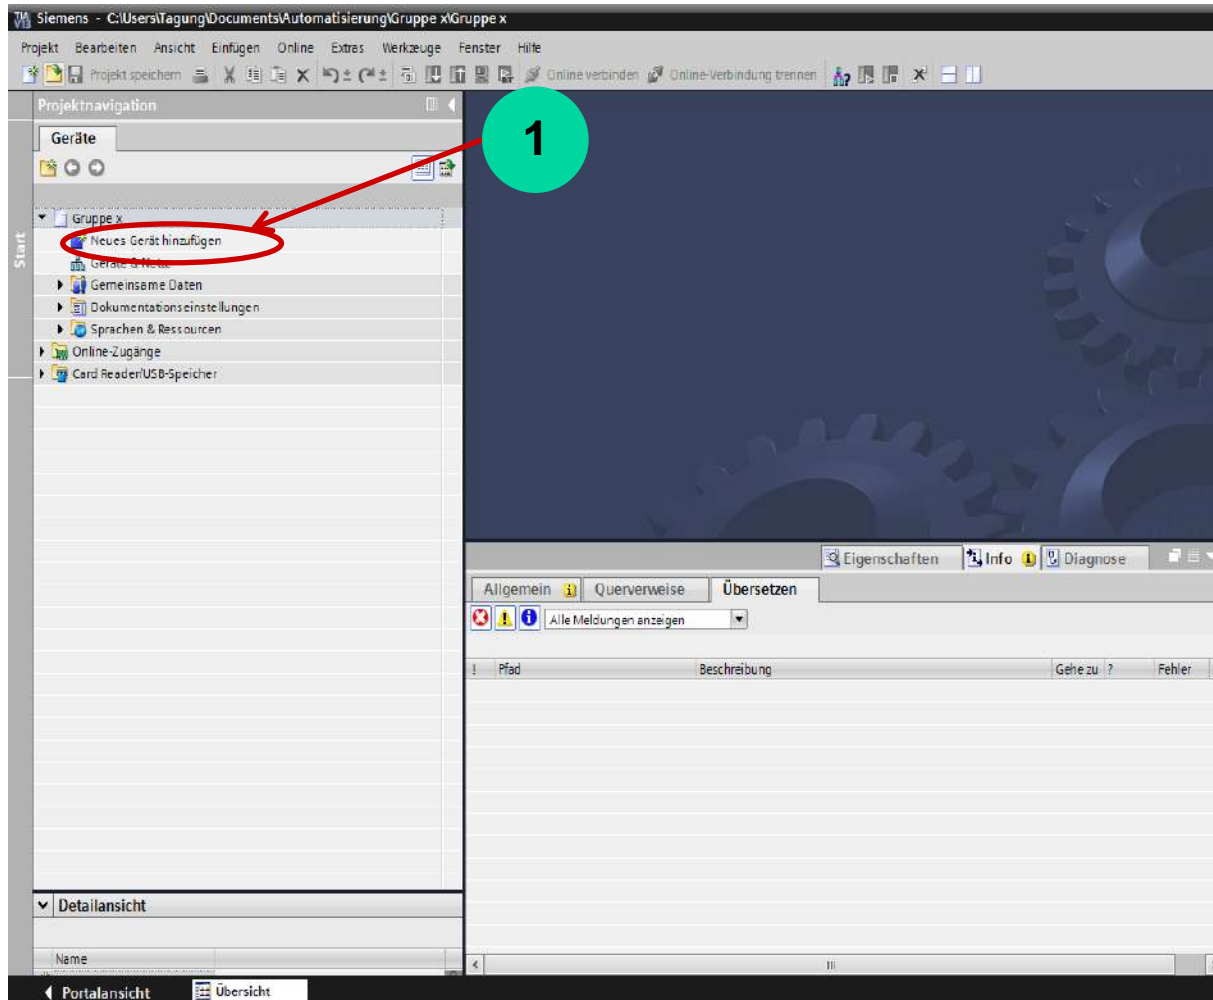 Siemens - C:\Users\Tagung\Documents\Automatisierung\Gruppe x\Gruppe x
Projekt Bearbeiten Ansicht Einfügen Online Extras Werkzeuge Fenster Hilfe
Projekt speichern Online verbinden Online-Verbindung trennen
Projektnavigation
1
Geräte
Start
Gruppe x
Neues Gerät hinzufügen
Geräte & Netze
Gemeinsame Daten
Dokumentationseinstellungen
Sprachen & Ressourcen
Online-Zugänge
Card Reader/USB-Speicher
Eigenschaften Info Diagnose
Allgemein Querverweise Übersetzen
Alle Meldungen anzeigen
! Pfad Beschreibung Gehe zu ? Fehler
Detailansicht
Name
Portalansicht Übersicht